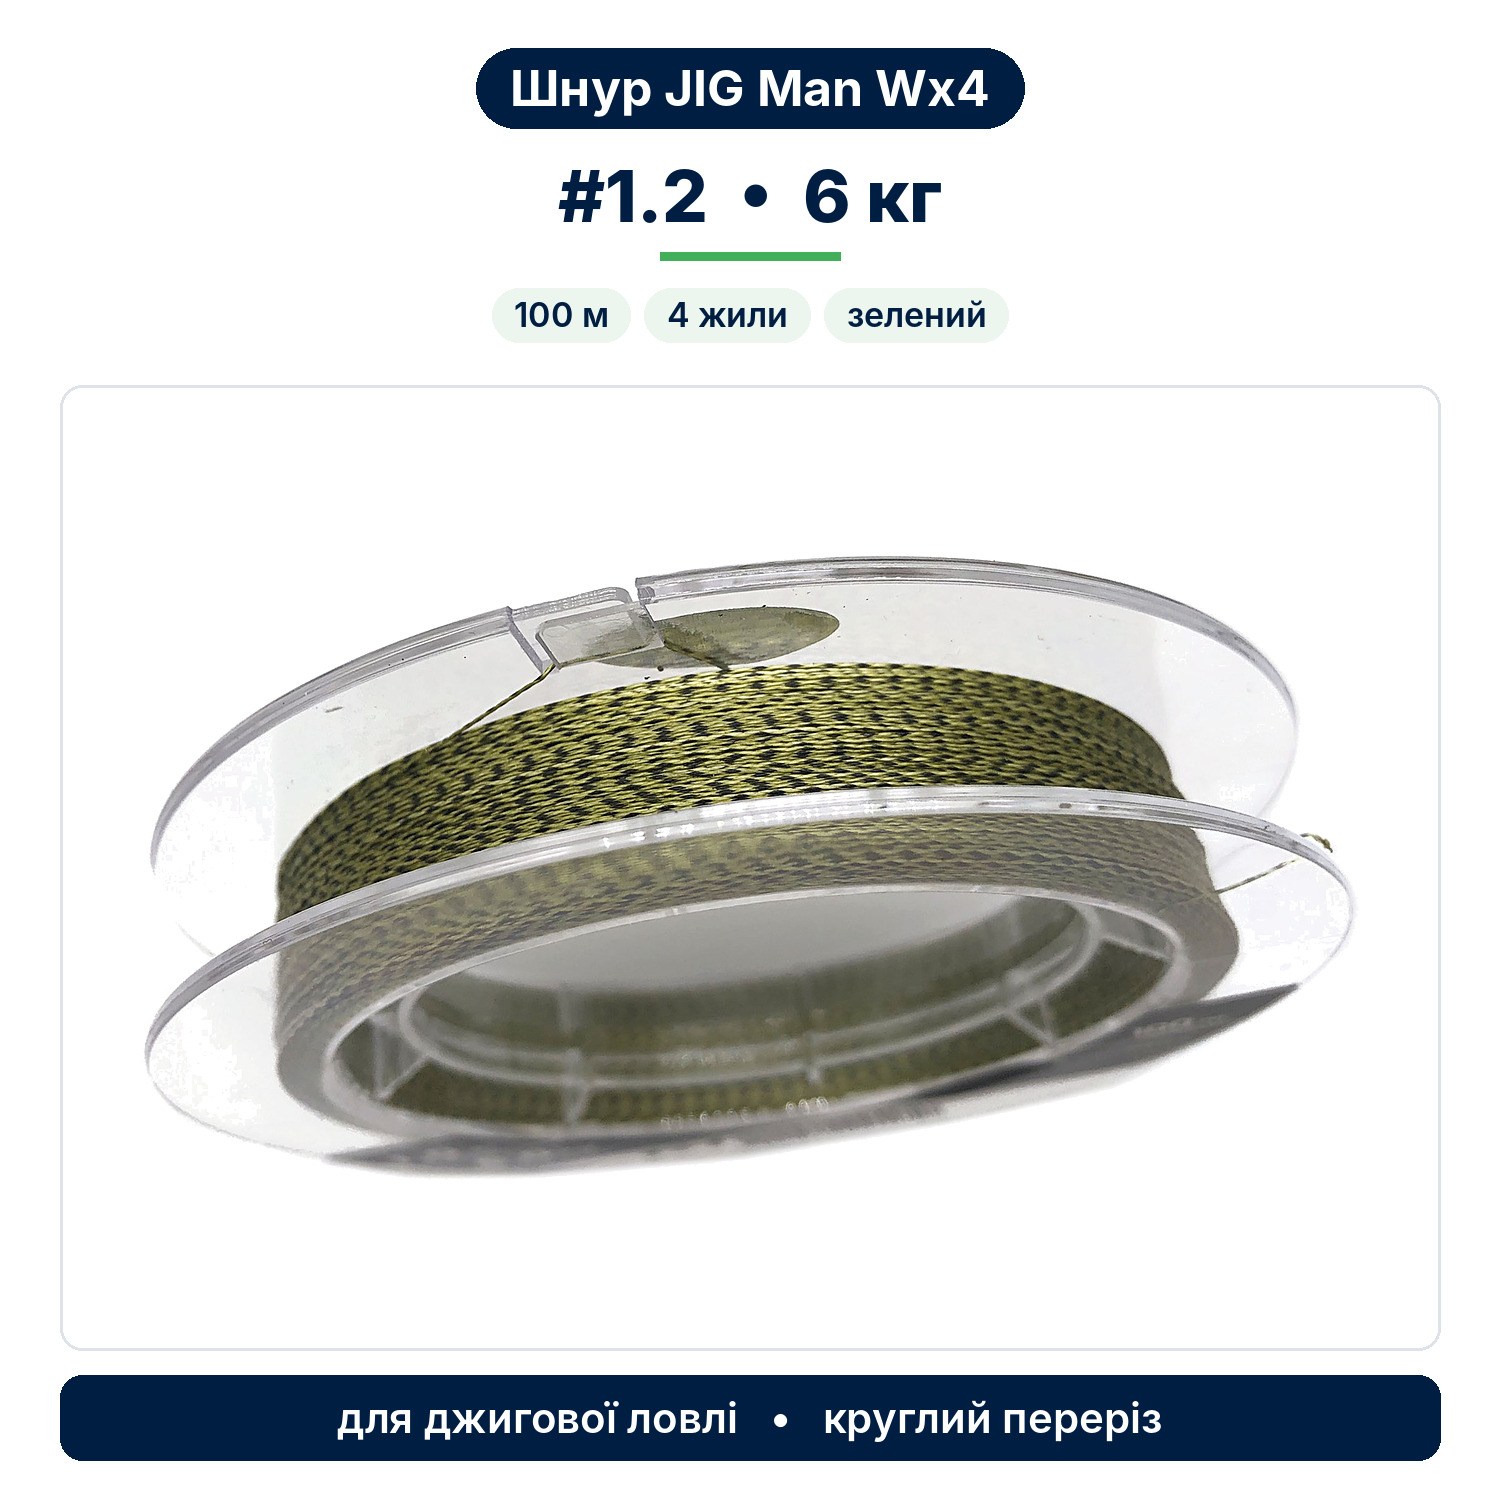 Шнур JIG Man Wx4
#1.2 • 6 кг
100 м 4 жили зелений
для джигової ловлі • круглий переріз